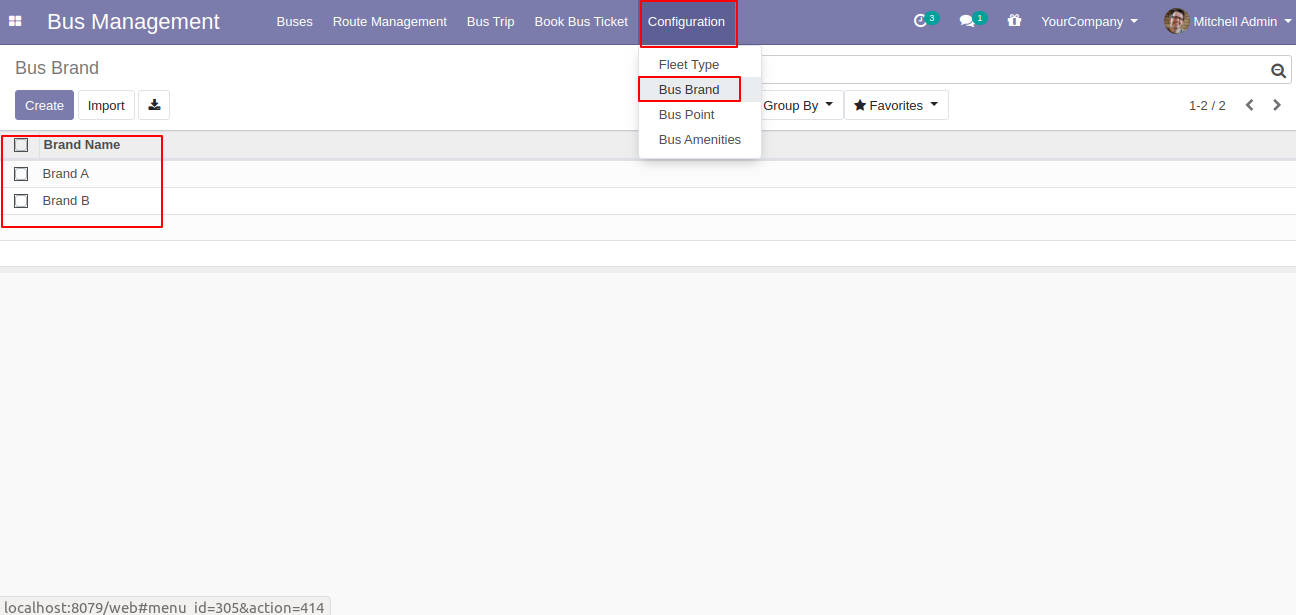 Bus Management Buses Route Management Bus Trip Book Bus Ticket Configuration 3 1 YourCompany Mitchell Admin
Bus Brand
Fleet Type
Bus Brand
Bus Point
Bus Amenities
Create Import Group By Favorites 1-2 / 2
Brand Name
Brand A
Brand B
localhost:8079/web#menu_id=305&action=414